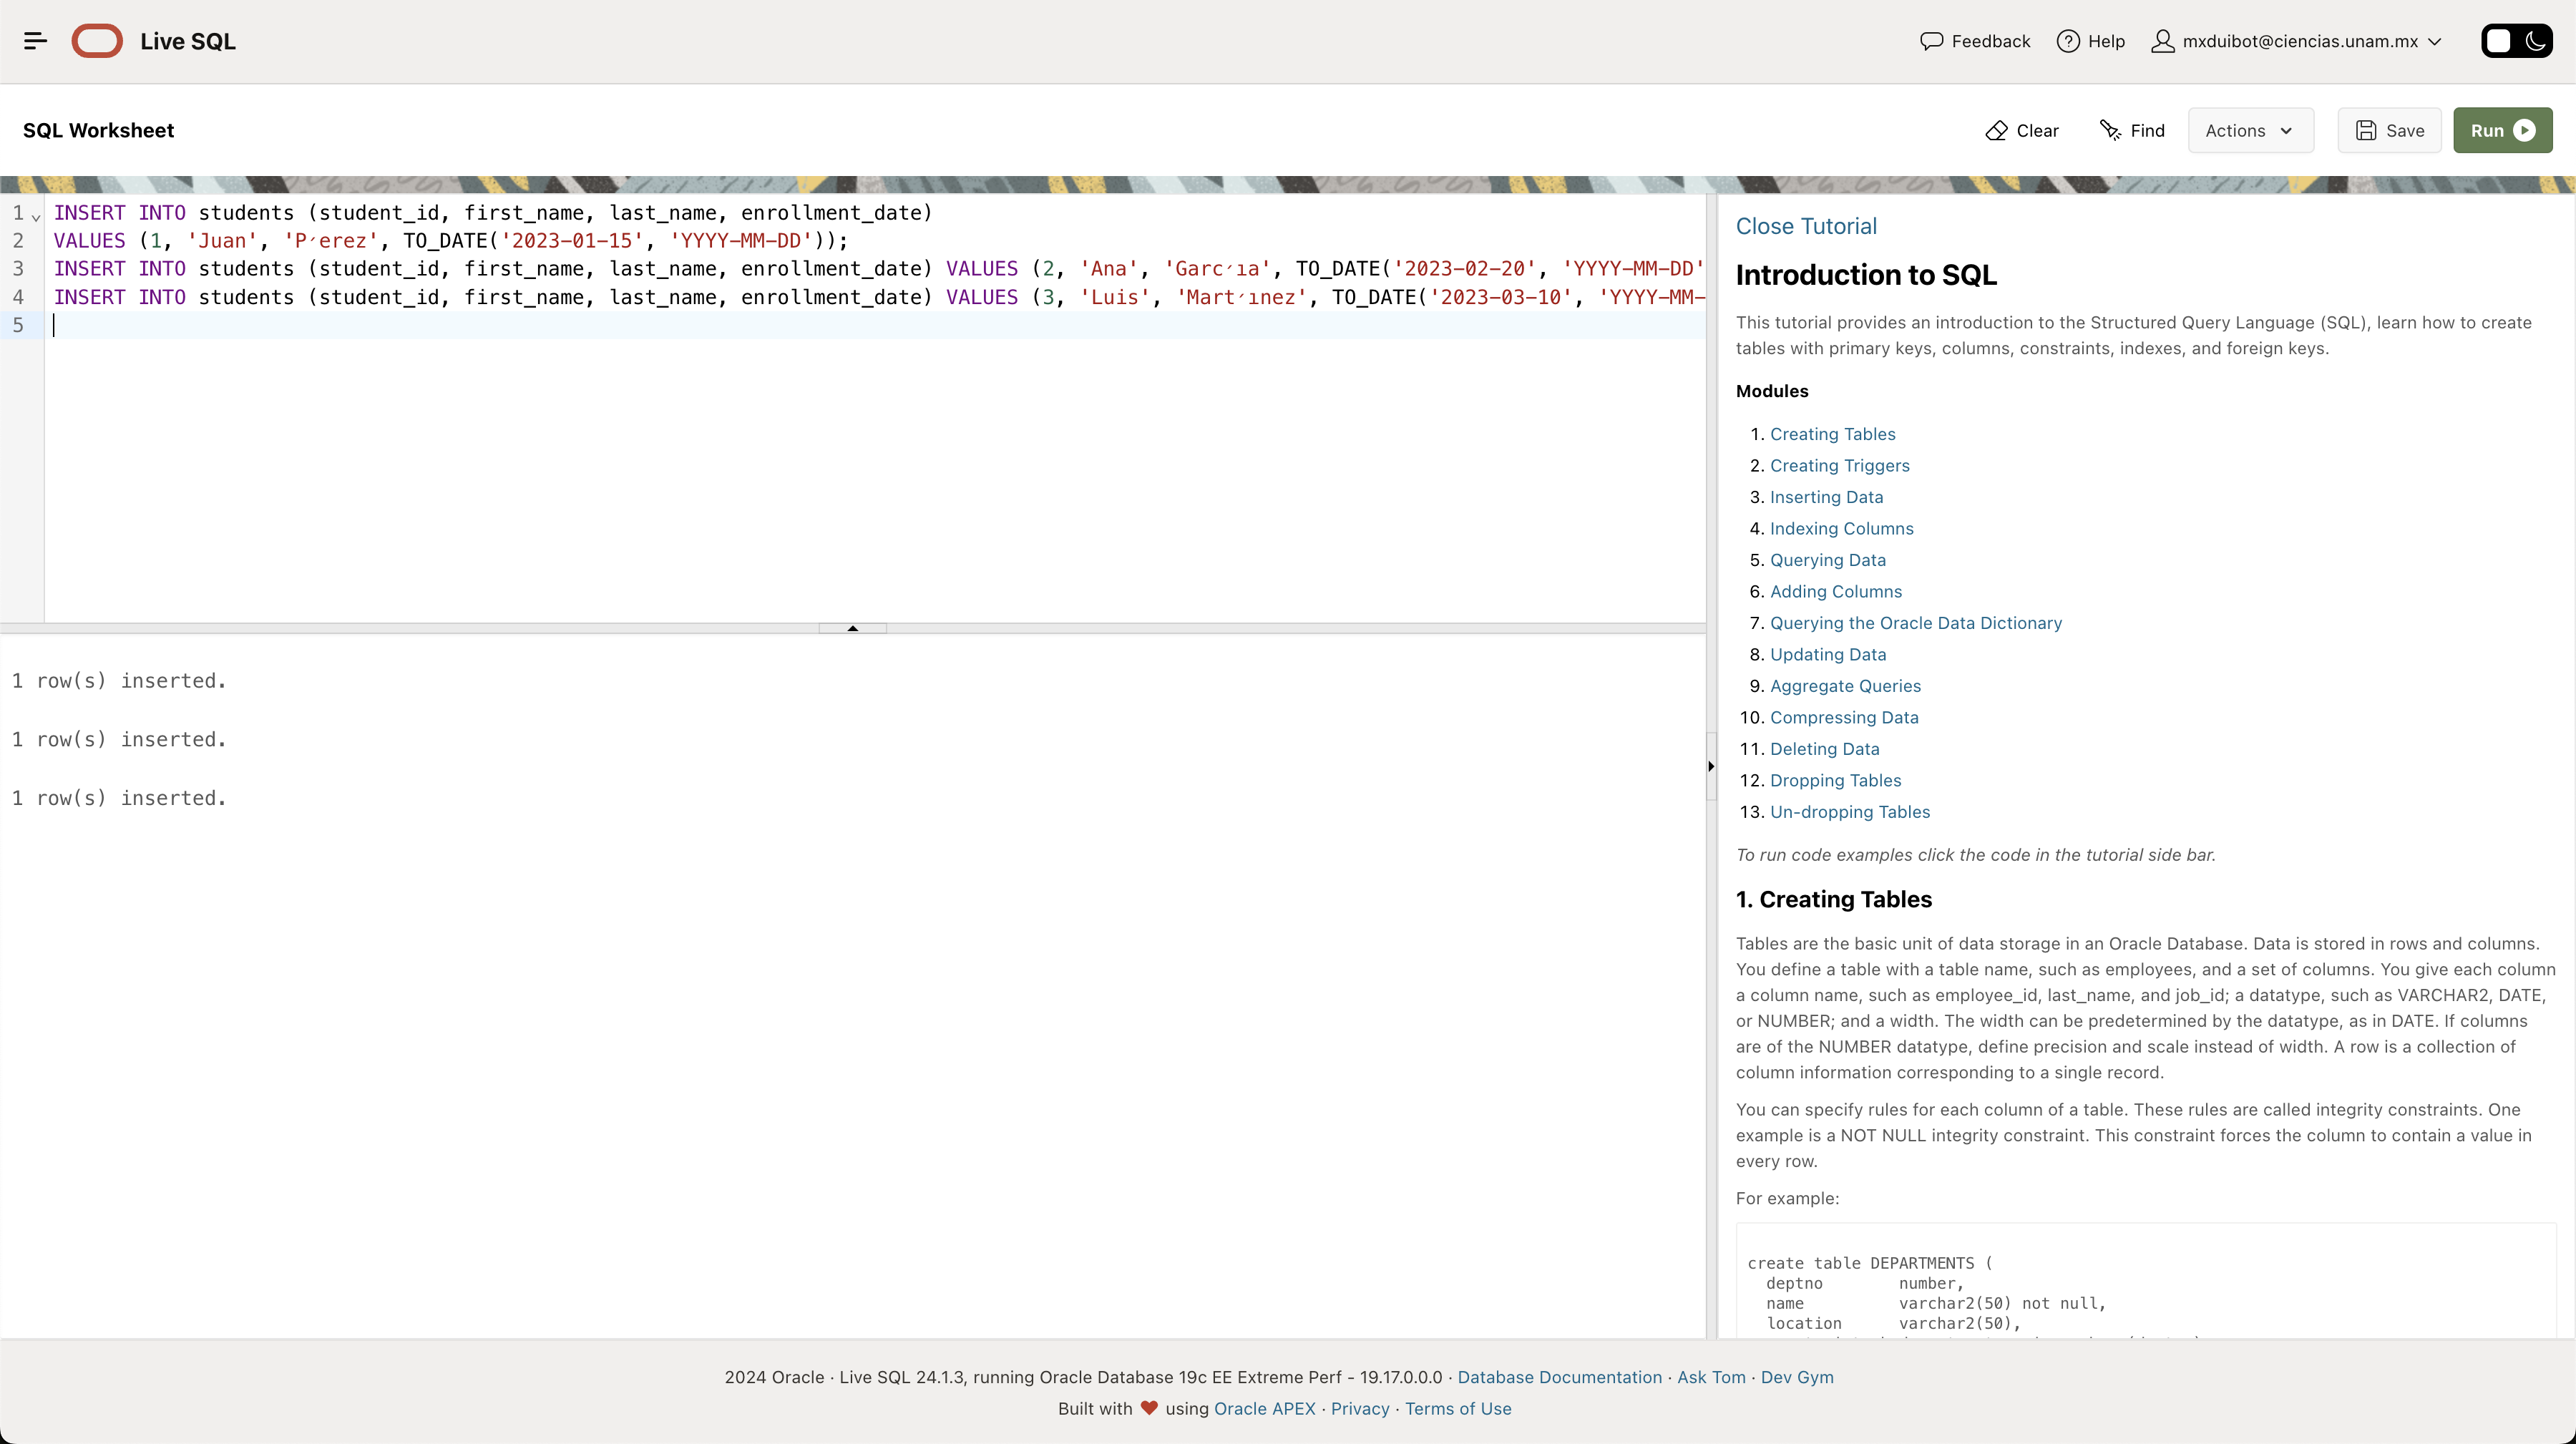 Live SQL
Feedback
Help
mxduibot@ciencias.unam.mx
SQL Worksheet
Clear
Find
Actions
Save
Run
1 INSERT INTO students (student_id, first_name, last_name, enrollment_date)
2 VALUES (1, 'Juan', 'P´erez', TO_DATE('2023-01-15', 'YYYY-MM-DD'));
3 INSERT INTO students (student_id, first_name, last_name, enrollment_date) VALUES (2, 'Ana', 'Garc´ıa', TO_DATE('2023-02-20', 'YYYY-MM-DD'
4 INSERT INTO students (student_id, first_name, last_name, enrollment_date) VALUES (3, 'Luis', 'Mart´ınez', TO_DATE('2023-03-10', 'YYYY-MM-
5
1 row(s) inserted.
1 row(s) inserted.
1 row(s) inserted.
Close Tutorial
Introduction to SQL
This tutorial provides an introduction to the Structured Query Language (SQL), learn how to create
tables with primary keys, columns, constraints, indexes, and foreign keys.
Modules
1. Creating Tables
2. Creating Triggers
3. Inserting Data
4. Indexing Columns
5. Querying Data
6. Adding Columns
7. Querying the Oracle Data Dictionary
8. Updating Data
9. Aggregate Queries
10. Compressing Data
11. Deleting Data
12. Dropping Tables
13. Un-dropping Tables
To run code examples click the code in the tutorial side bar.
1. Creating Tables
Tables are the basic unit of data storage in an Oracle Database. Data is stored in rows and columns.
You define a table with a table name, such as employees, and a set of columns. You give each column
a column name, such as employee_id, last_name, and job_id; a datatype, such as VARCHAR2, DATE,
or NUMBER; and a width. The width can be predetermined by the datatype, as in DATE. If columns
are of the NUMBER datatype, define precision and scale instead of width. A row is a collection of
column information corresponding to a single record.
You can specify rules for each column of a table. These rules are called integrity constraints. One
example is a NOT NULL integrity constraint. This constraint forces the column to contain a value in
every row.
For example:
create table DEPARTMENTS (
deptno number,
name varchar2(50) not null,
location varchar2(50),
2024 Oracle · Live SQL 24.1.3, running Oracle Database 19c EE Extreme Perf - 19.17.0.0.0 · Database Documentation · Ask Tom · Dev Gym
Built with ❤ using Oracle APEX · Privacy · Terms of Use